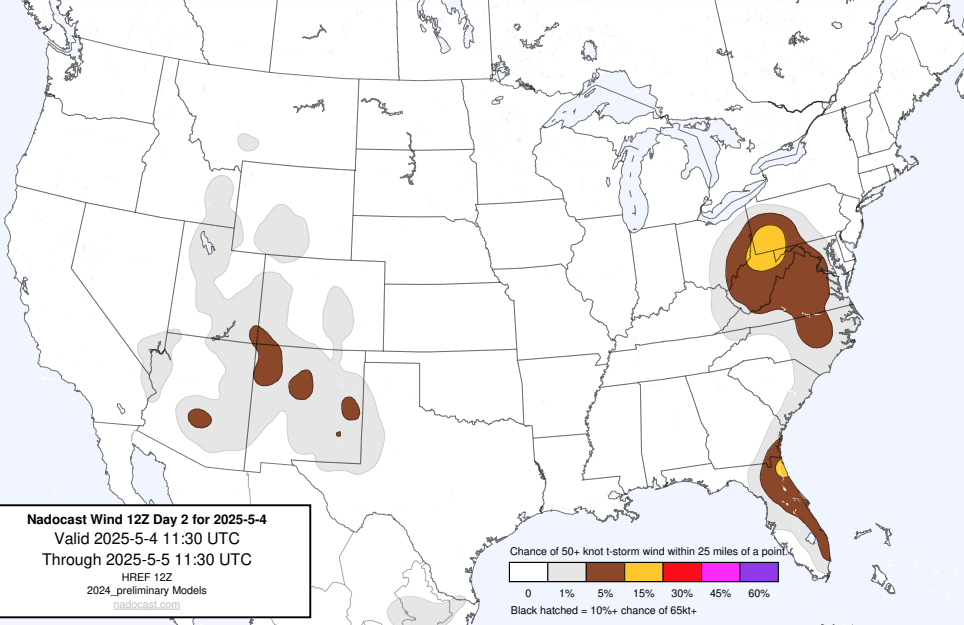 Nadocast Wind 12Z Day 2 for 2025-5-4
Valid 2025-5-4 11:30 UTC
Through 2025-5-5 11:30 UTC
HREF 12Z
2024_preliminary Models
nadocast.com
Chance of 50+ knot t-storm wind within 25 miles of a point.
0 1% 5% 15% 30% 45% 60%
Black hatched = 10%+ chance of 65kt+